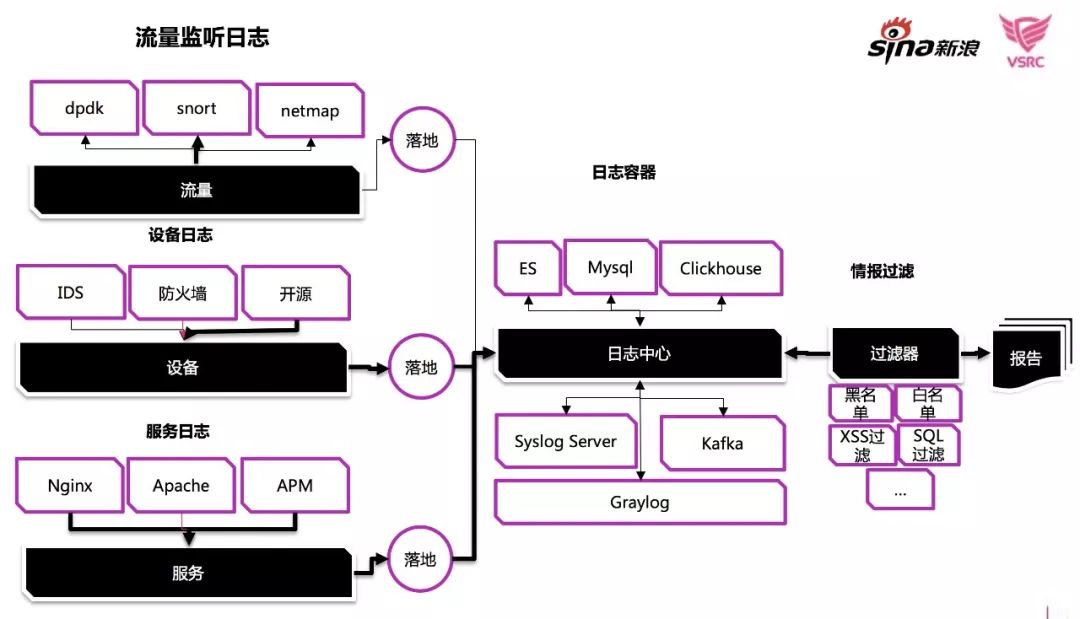 流量监听日志
sina新浪
VSRC
dpdk
snort
netmap
落地
流量
设备日志
IDS
防火墙
开源
设备
落地
服务日志
Nginx
Apache
APM
服务
落地
日志容器
ES
Mysql
Clickhouse
日志中心
Syslog Server
Kafka
Graylog
情报过滤
过滤器
报告
黑名
单
白名
单
XSS过
滤
SQL
过滤
...